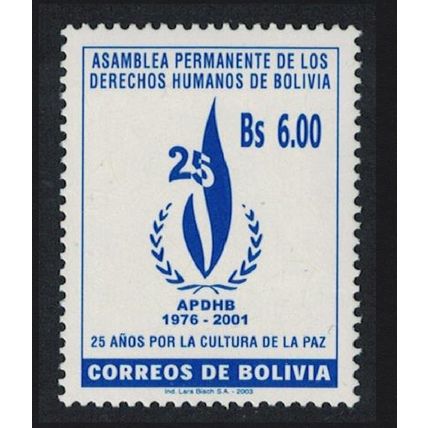 ASAMBLEA PERMANENTE DE LOS
DERECHOS HUMANOS DE BOLIVIA
Bs 6.00
25
APDHB
1976 - 2001
25 AÑOS POR LA CULTURA DE LA PAZ
CORREOS DE BOLIVIA
Ind. Lara Bisch S.A. - 2003